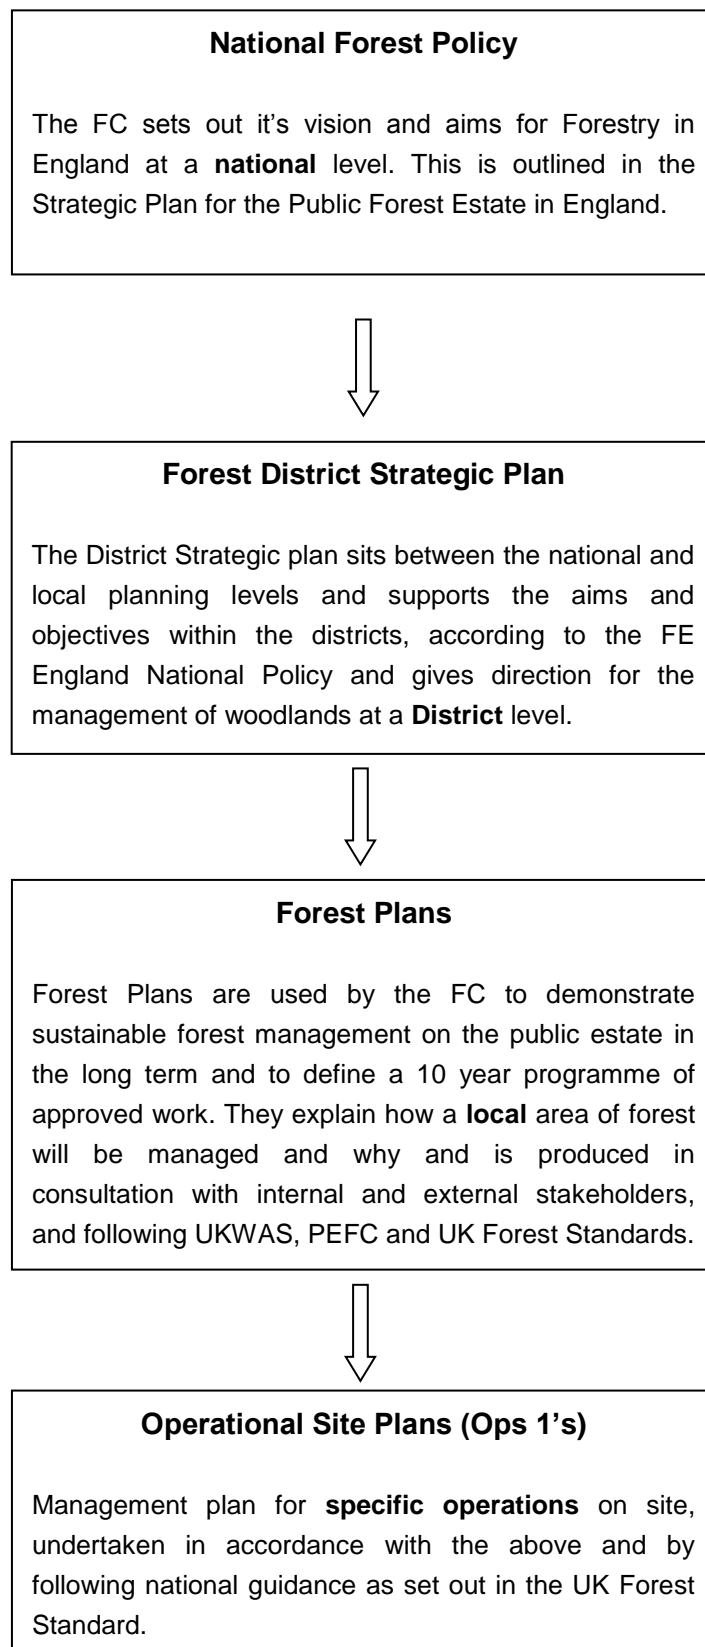 National Forest Policy
The FC sets out it's vision and aims for Forestry in
England at a national level. This is outlined in the
Strategic Plan for the Public Forest Estate in England.
Forest District Strategic Plan
The District Strategic plan sits between the national and
local planning levels and supports the aims and
objectives within the districts, according to the FE
England National Policy and gives direction for the
management of woodlands at a District level.
Forest Plans
Forest Plans are used by the FC to demonstrate
sustainable forest management on the public estate in
the long term and to define a 10 year programme of
approved work. They explain how a local area of forest
will be managed and why and is produced in
consultation with internal and external stakeholders,
and following UKWAS, PEFC and UK Forest Standards.
Operational Site Plans (Ops 1's)
Management plan for specific operations on site,
undertaken in accordance with the above and by
following national guidance as set out in the UK Forest
Standard.